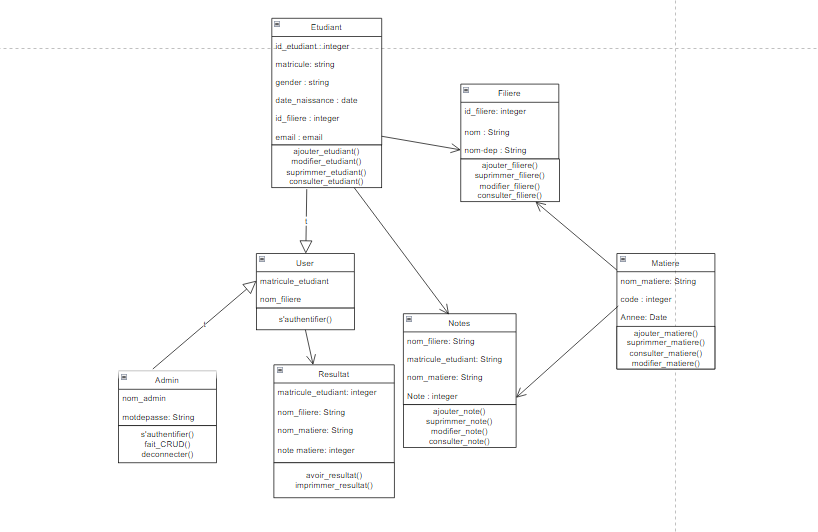 Etudiant
id_etudiant : integer
matricule: string
gender : string
date_naissance : date
id_filiere : integer
email : email
ajouter_etudiant()
modifier_etudiant()
suprimmer_etudiant()
consulter_etudiant()
Filiere
id_filiere: integer
nom : String
nom-dep : String
ajouter_filiere()
suprimmer_filiere()
modifier_filiere()
consulter_filiere()
t
User
matricule_etudiant
nom_filiere
s'authentifier()
Matiere
nom_matiere: String
code : integer
Annee: Date
ajouter_matiere()
suprimmer_matiere()
consulter_matiere()
modifier_matiere()
t
Notes
nom_filiere: String
matricule_etudiant: String
nom_matiere: String
Note : integer
ajouter_note()
suprimmer_note()
modifier_note()
consulter_note()
Admin
nom_admin
motdepasse: String
s'authentifier()
fait_CRUD()
deconnecter()
Resultat
matricule_etudiant: integer
nom_filiere: String
nom_matiere: String
note matiere: integer
avoir_resultat()
imprimmer_resultat()